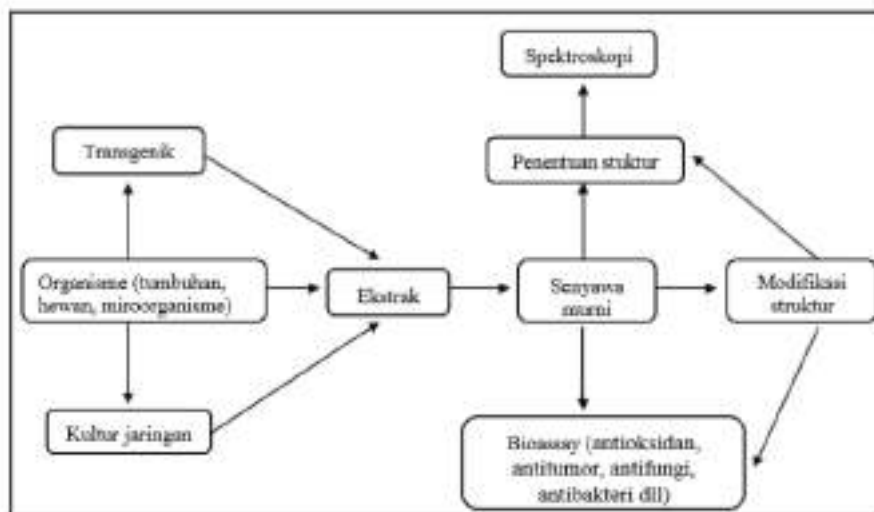 Spektroskopi
Transgenik
Penentuan stuktur
Organisme (tumbuhan,
hewan, miroorganisme)
Ekstrak
Senyawa
murni
Modifikasi
struktur
Kultur jaringan
Bioassay (antioksidan,
antitumor, antifungi,
antibakteri dll)